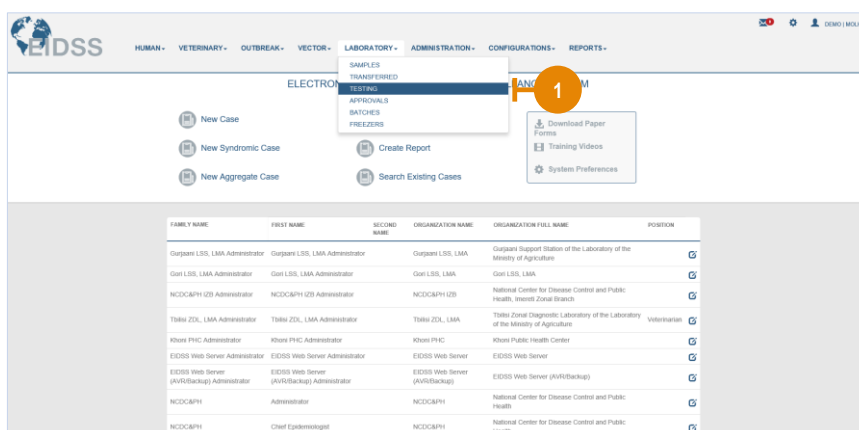 EIDSS
HUMAN VETERINARY OUTBREAK VECTOR LABORATORY ADMINISTRATION CONFIGURATIONS REPORTS
DEMO |
SAMPLES
TRANSFERRED
TESTING
APPROVALS
BATCHES
FREEZERS
1
ELECTRON
M
New Case
New Syndromic Case
New Aggregate Case
Create Report
Search Existing Cases
Download Paper
Forms
Training Videos
System Preferences
FAMILY NAME FIRST NAME SECOND NAME ORGANIZATION NAME ORGANIZATION FULL NAME POSITION
Gurjaani LSS, LMA Administrator Gurjaani LSS, LMA Administrator Gurjaani LSS, LMA Gurjaani Support Station of the Laboratory of the
Ministry of Agriculture
Gori LSS, LMA Administrator Gori LSS, LMA Administrator Gori LSS, LMA Gori LSS, LMA
NCDC&PH IZB Administrator NCDC&PH IZB Administrator NCDC&PH IZB National Center for Disease Control and Public
Health, Imereti Zonal Branch
Tbilisi ZDL, LMA Administrator Tbilisi ZDL, LMA Administrator Tbilisi ZDL, LMA Tbilisi Zonal Diagnostic Laboratory of the Laboratory Veterinarian
of the Ministry of Agriculture
Khoni PHC Administrator Khoni PHC Administrator Khoni PHC Khoni Public Health Center
EIDSS Web Server Administrator EIDSS Web Server Administrator EIDSS Web Server EIDSS Web Server
EIDSS Web Server EIDSS Web Server EIDSS Web Server EIDSS Web Server (AVR/Backup)
(AVR/Backup) Administrator (AVR/Backup) Administrator (AVR/Backup)
NCDC&PH Administrator NCDC&PH National Center for Disease Control and Public
Health
NCDC&PH Chief Epidemiologist NCDC&PH National Center for Disease Control and Public